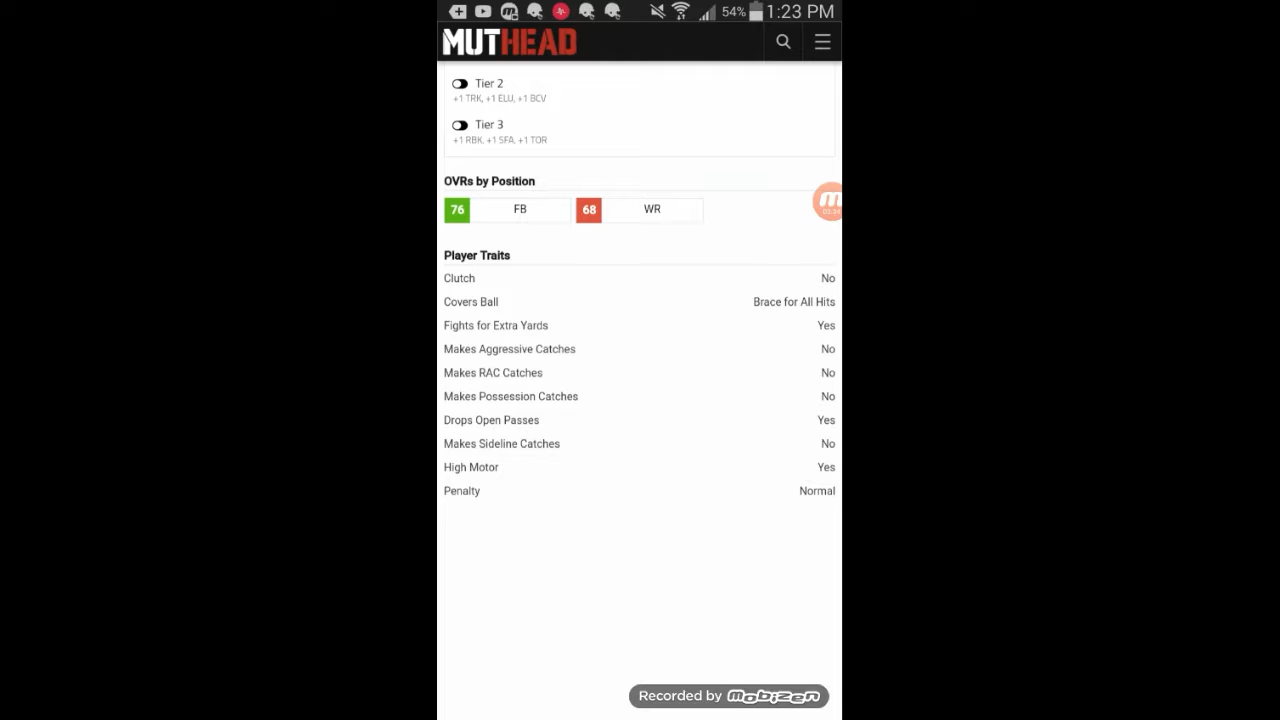 54% 1:23 PM
MUTHEAD
Tier 2
+1 TRK, +1 ELU, +1 BCV
Tier 3
+1 RBK, +1 SFA, +1 TOR
OVRs by Position
76 FB 68 WR
Player Traits
Clutch No
Covers Ball Brace for All Hits
Fights for Extra Yards Yes
Makes Aggressive Catches No
Makes RAC Catches No
Makes Possession Catches No
Drops Open Passes Yes
Makes Sideline Catches No
High Motor Yes
Penalty Normal
Recorded by Mobizen